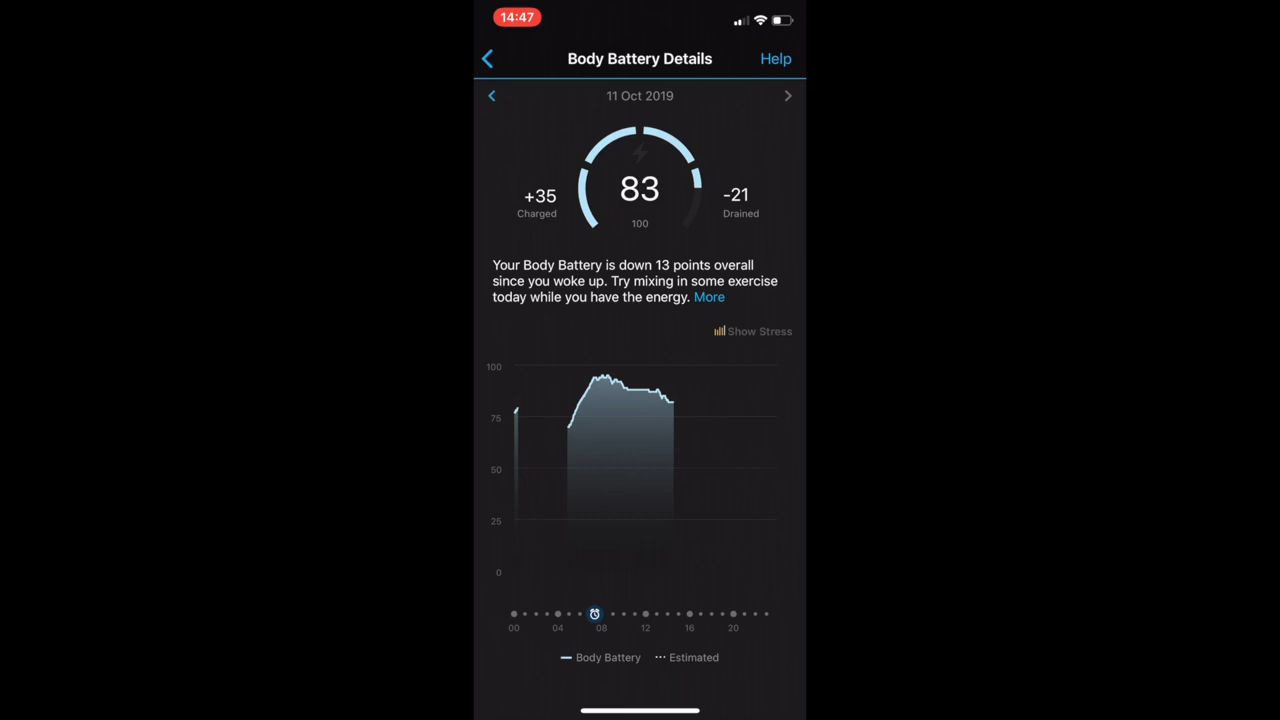 14:47
Body Battery Details
Help
11 Oct 2019
+35
Charged
83
100
-21
Drained
Your Body Battery is down 13 points overall
since you woke up. Try mixing in some exercise
today while you have the energy. More
Show Stress
100
75
50
25
0
00 04 08 12 16 20
Body Battery Estimated